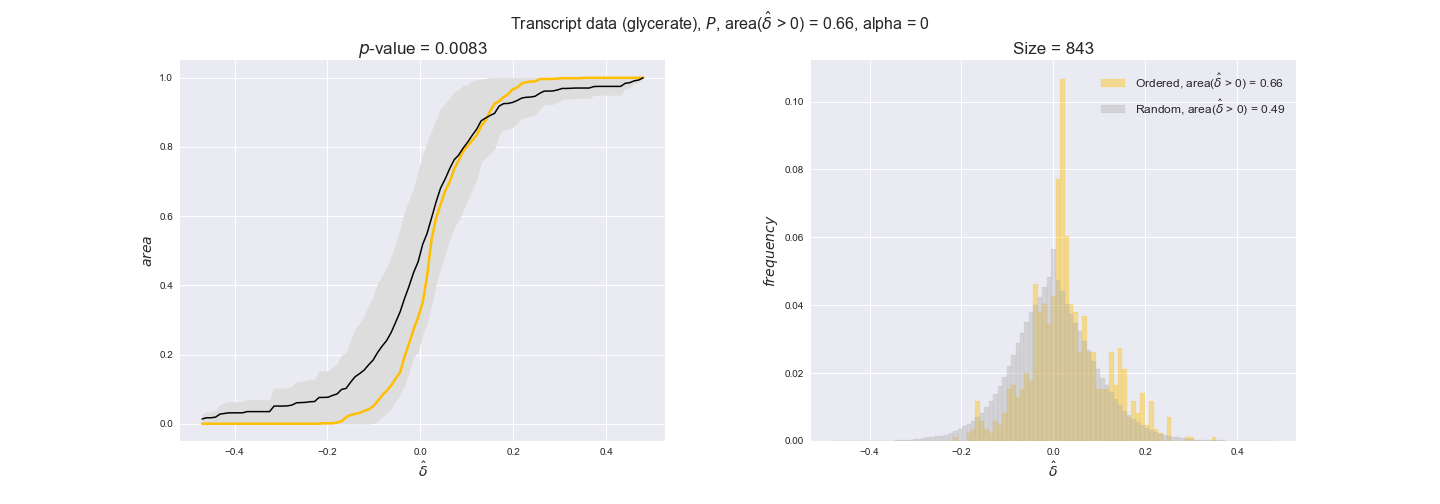 Transcript data (glycerate), P, area(δ̂ > 0) = 0.66, alpha = 0
p-value = 0.0083
1.0
0.8
0.6
0.4
0.2
0.0
area
−0.4 −0.2 0.0 0.2 0.4
δ̂
Size = 843
Ordered, area(δ̂ > 0) = 0.66
Random, area(δ̂ > 0) = 0.49
0.10
0.08
0.06
0.04
0.02
0.00
frequency
−0.4 −0.2 0.0 0.2 0.4
δ̂